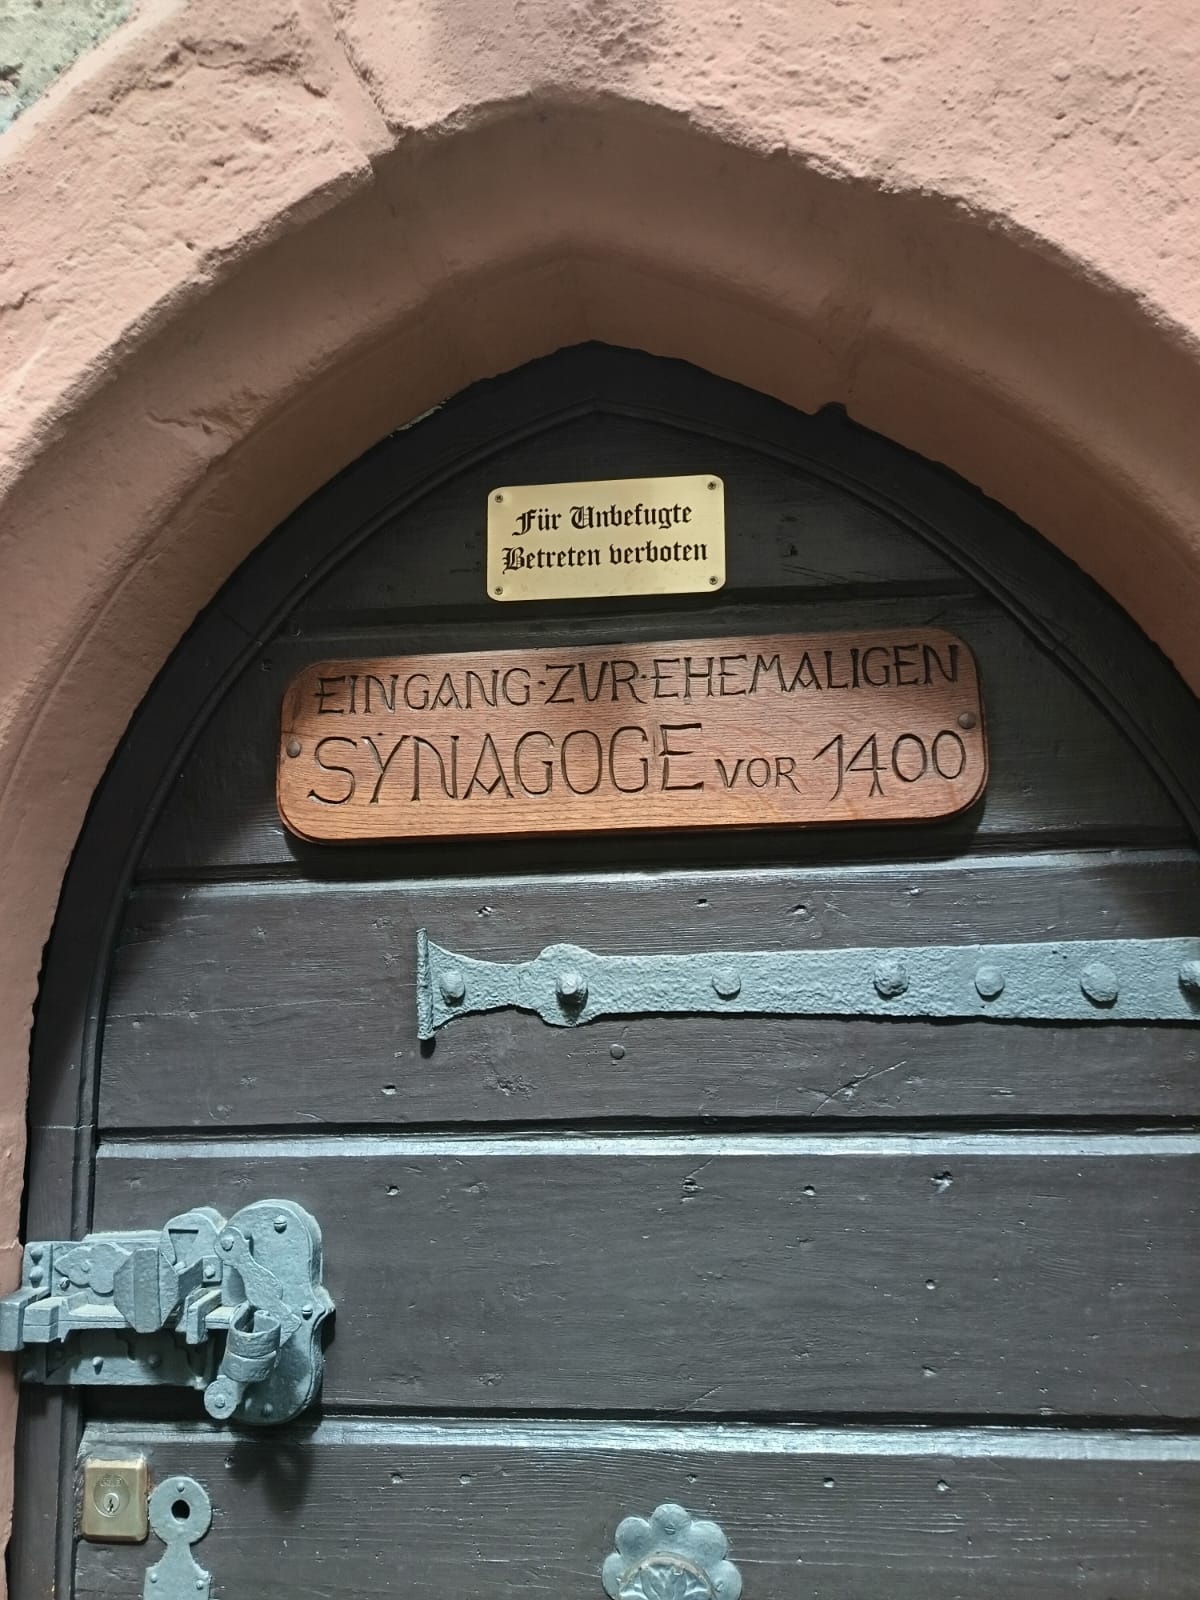 Für Unbefugte
Betreten verboten
EINGANG·ZUR·EHEMALIGEN
SYNAGOGE VOR 1400